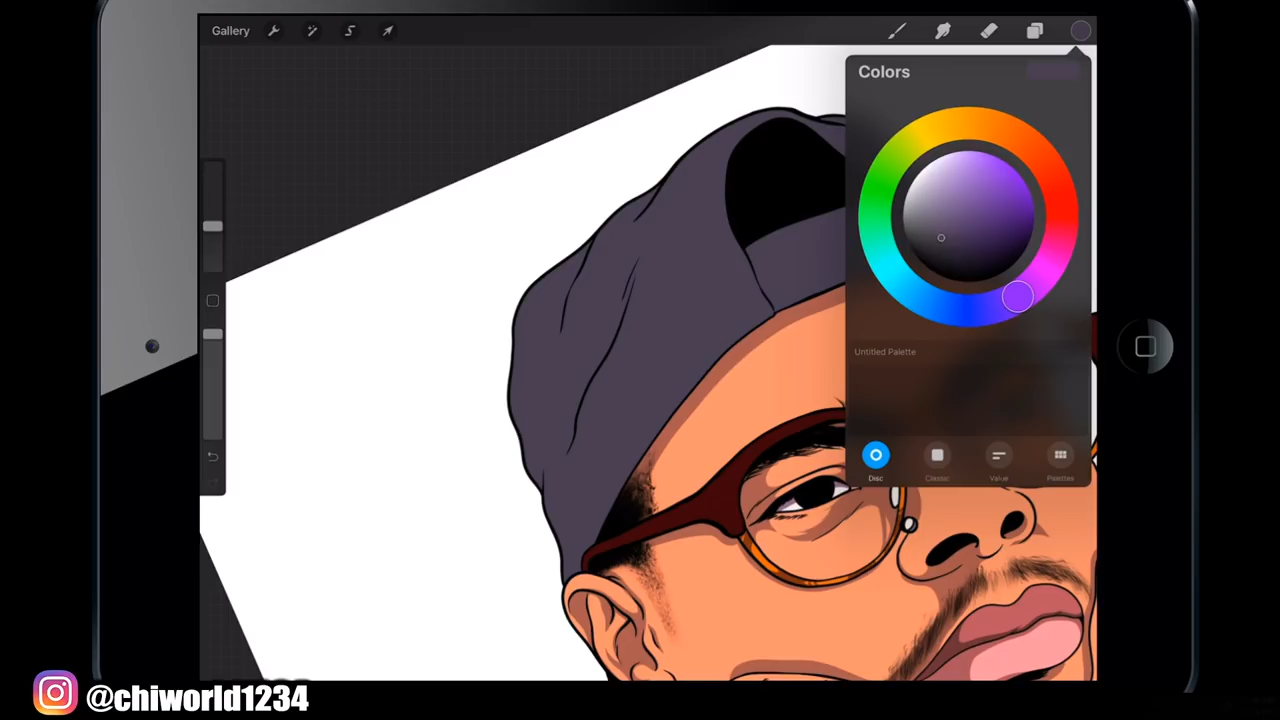 Gallery
Colors
Untitled Palette
Disc
Classic
Value
Palettes
@chiworld1234